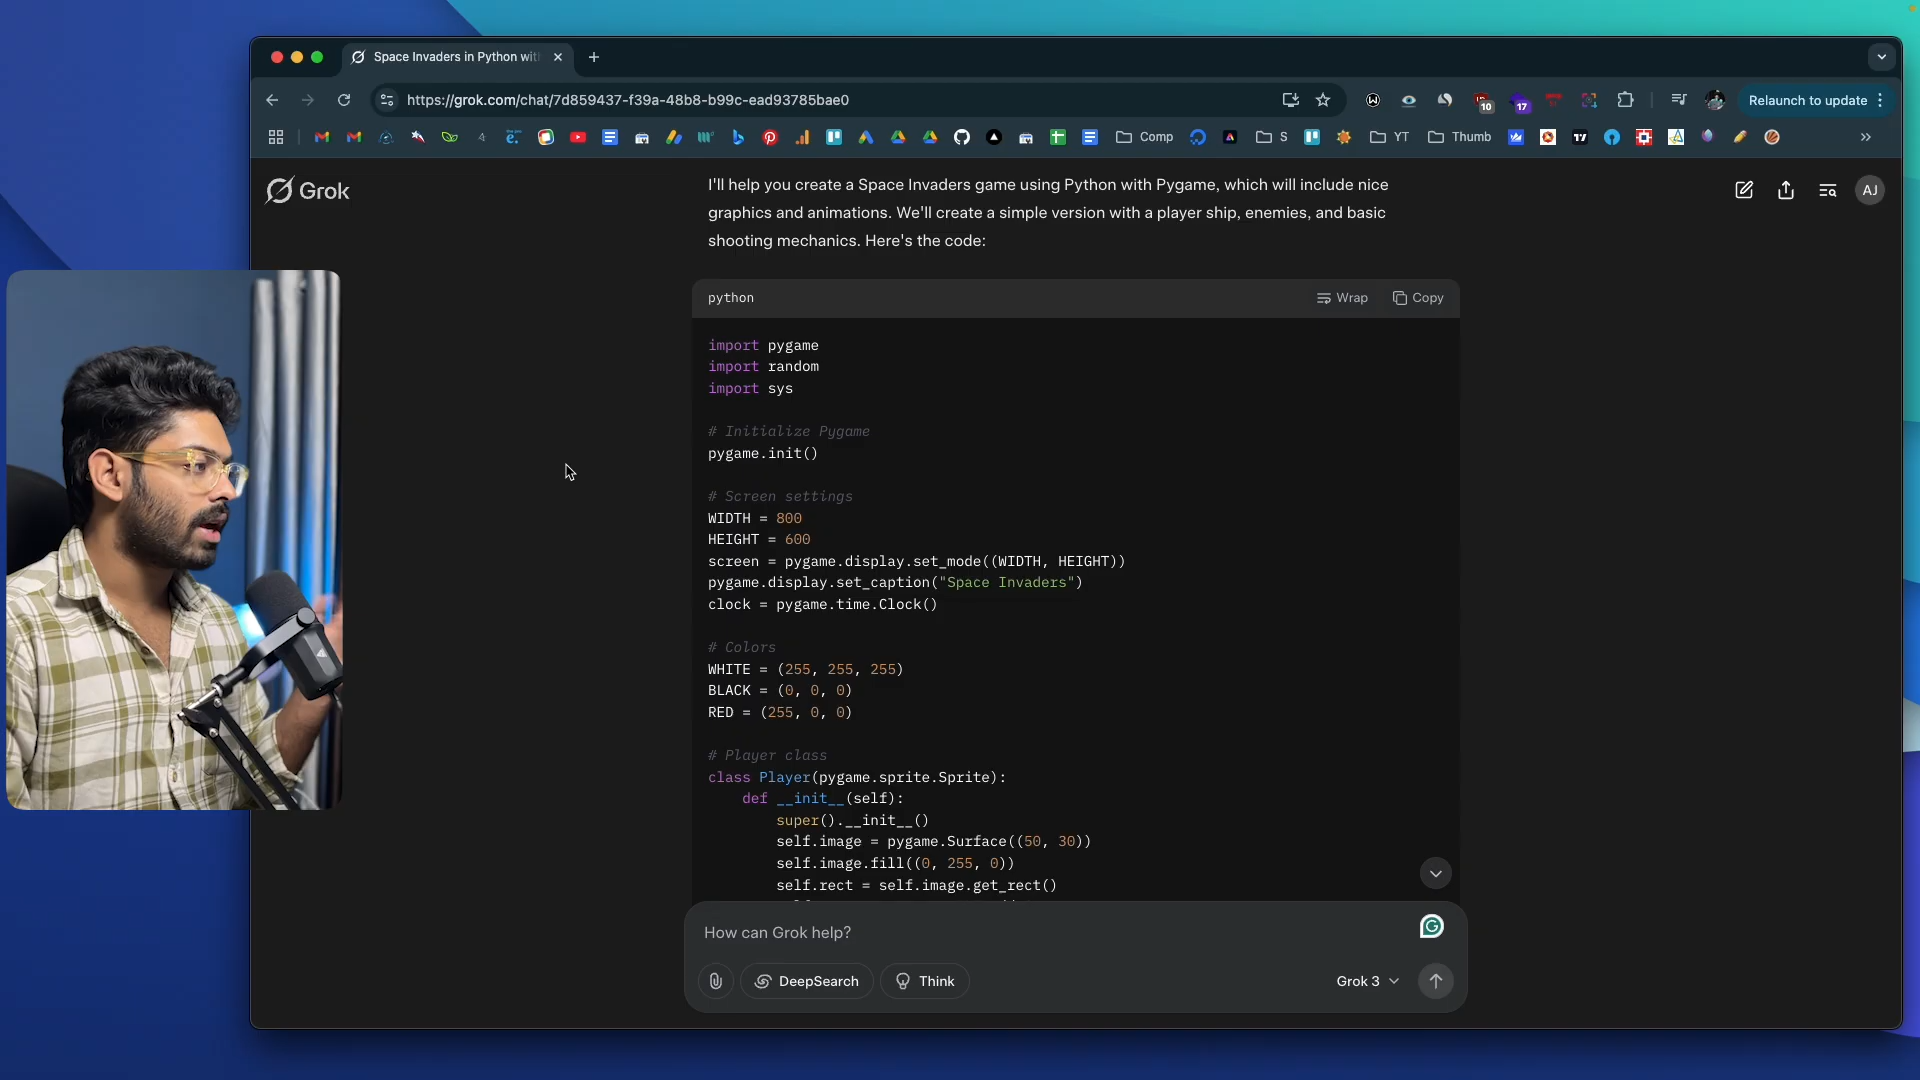 Space Invaders in Python wit
https://grok.com/chat/7d859437-f39a-48b8-b99c-ead93785bae0
10
17
Relaunch to update
Comp
S
YT
Thumb
Grok
AJ
I'll help you create a Space Invaders game using Python with Pygame, which will include nice
graphics and animations. We'll create a simple version with a player ship, enemies, and basic
shooting mechanics. Here's the code:
python
Wrap
Copy
import pygame
import random
import sys
# Initialize Pygame
pygame.init()
# Screen settings
WIDTH = 800
HEIGHT = 600
screen = pygame.display.set_mode((WIDTH, HEIGHT))
pygame.display.set_caption("Space Invaders")
clock = pygame.time.Clock()
# Colors
WHITE = (255, 255, 255)
BLACK = (0, 0, 0)
RED = (255, 0, 0)
# Player class
class Player(pygame.sprite.Sprite):
    def __init__(self):
        super().__init__()
        self.image = pygame.Surface((50, 30))
        self.image.fill((0, 255, 0))
        self.rect = self.image.get_rect()
How can Grok help?
DeepSearch
Think
Grok 3